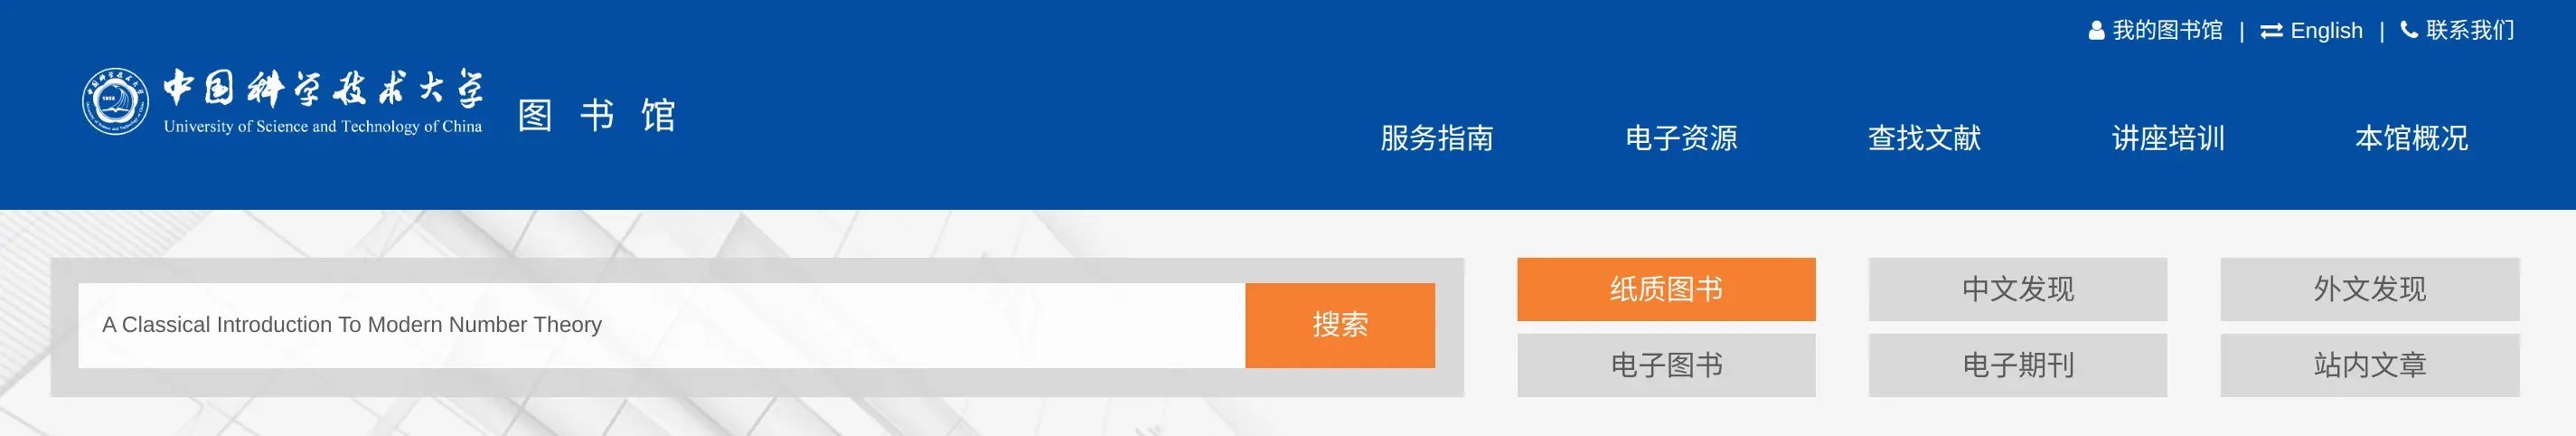 我的图书馆 | English | 联系我们
中国科学技术大学
University of Science and Technology of China
图书馆
服务指南 电子资源 查找文献 讲座培训 本馆概况
A Classical Introduction To Modern Number Theory 搜索
纸质图书 中文发现 外文发现
电子图书 电子期刊 站内文章